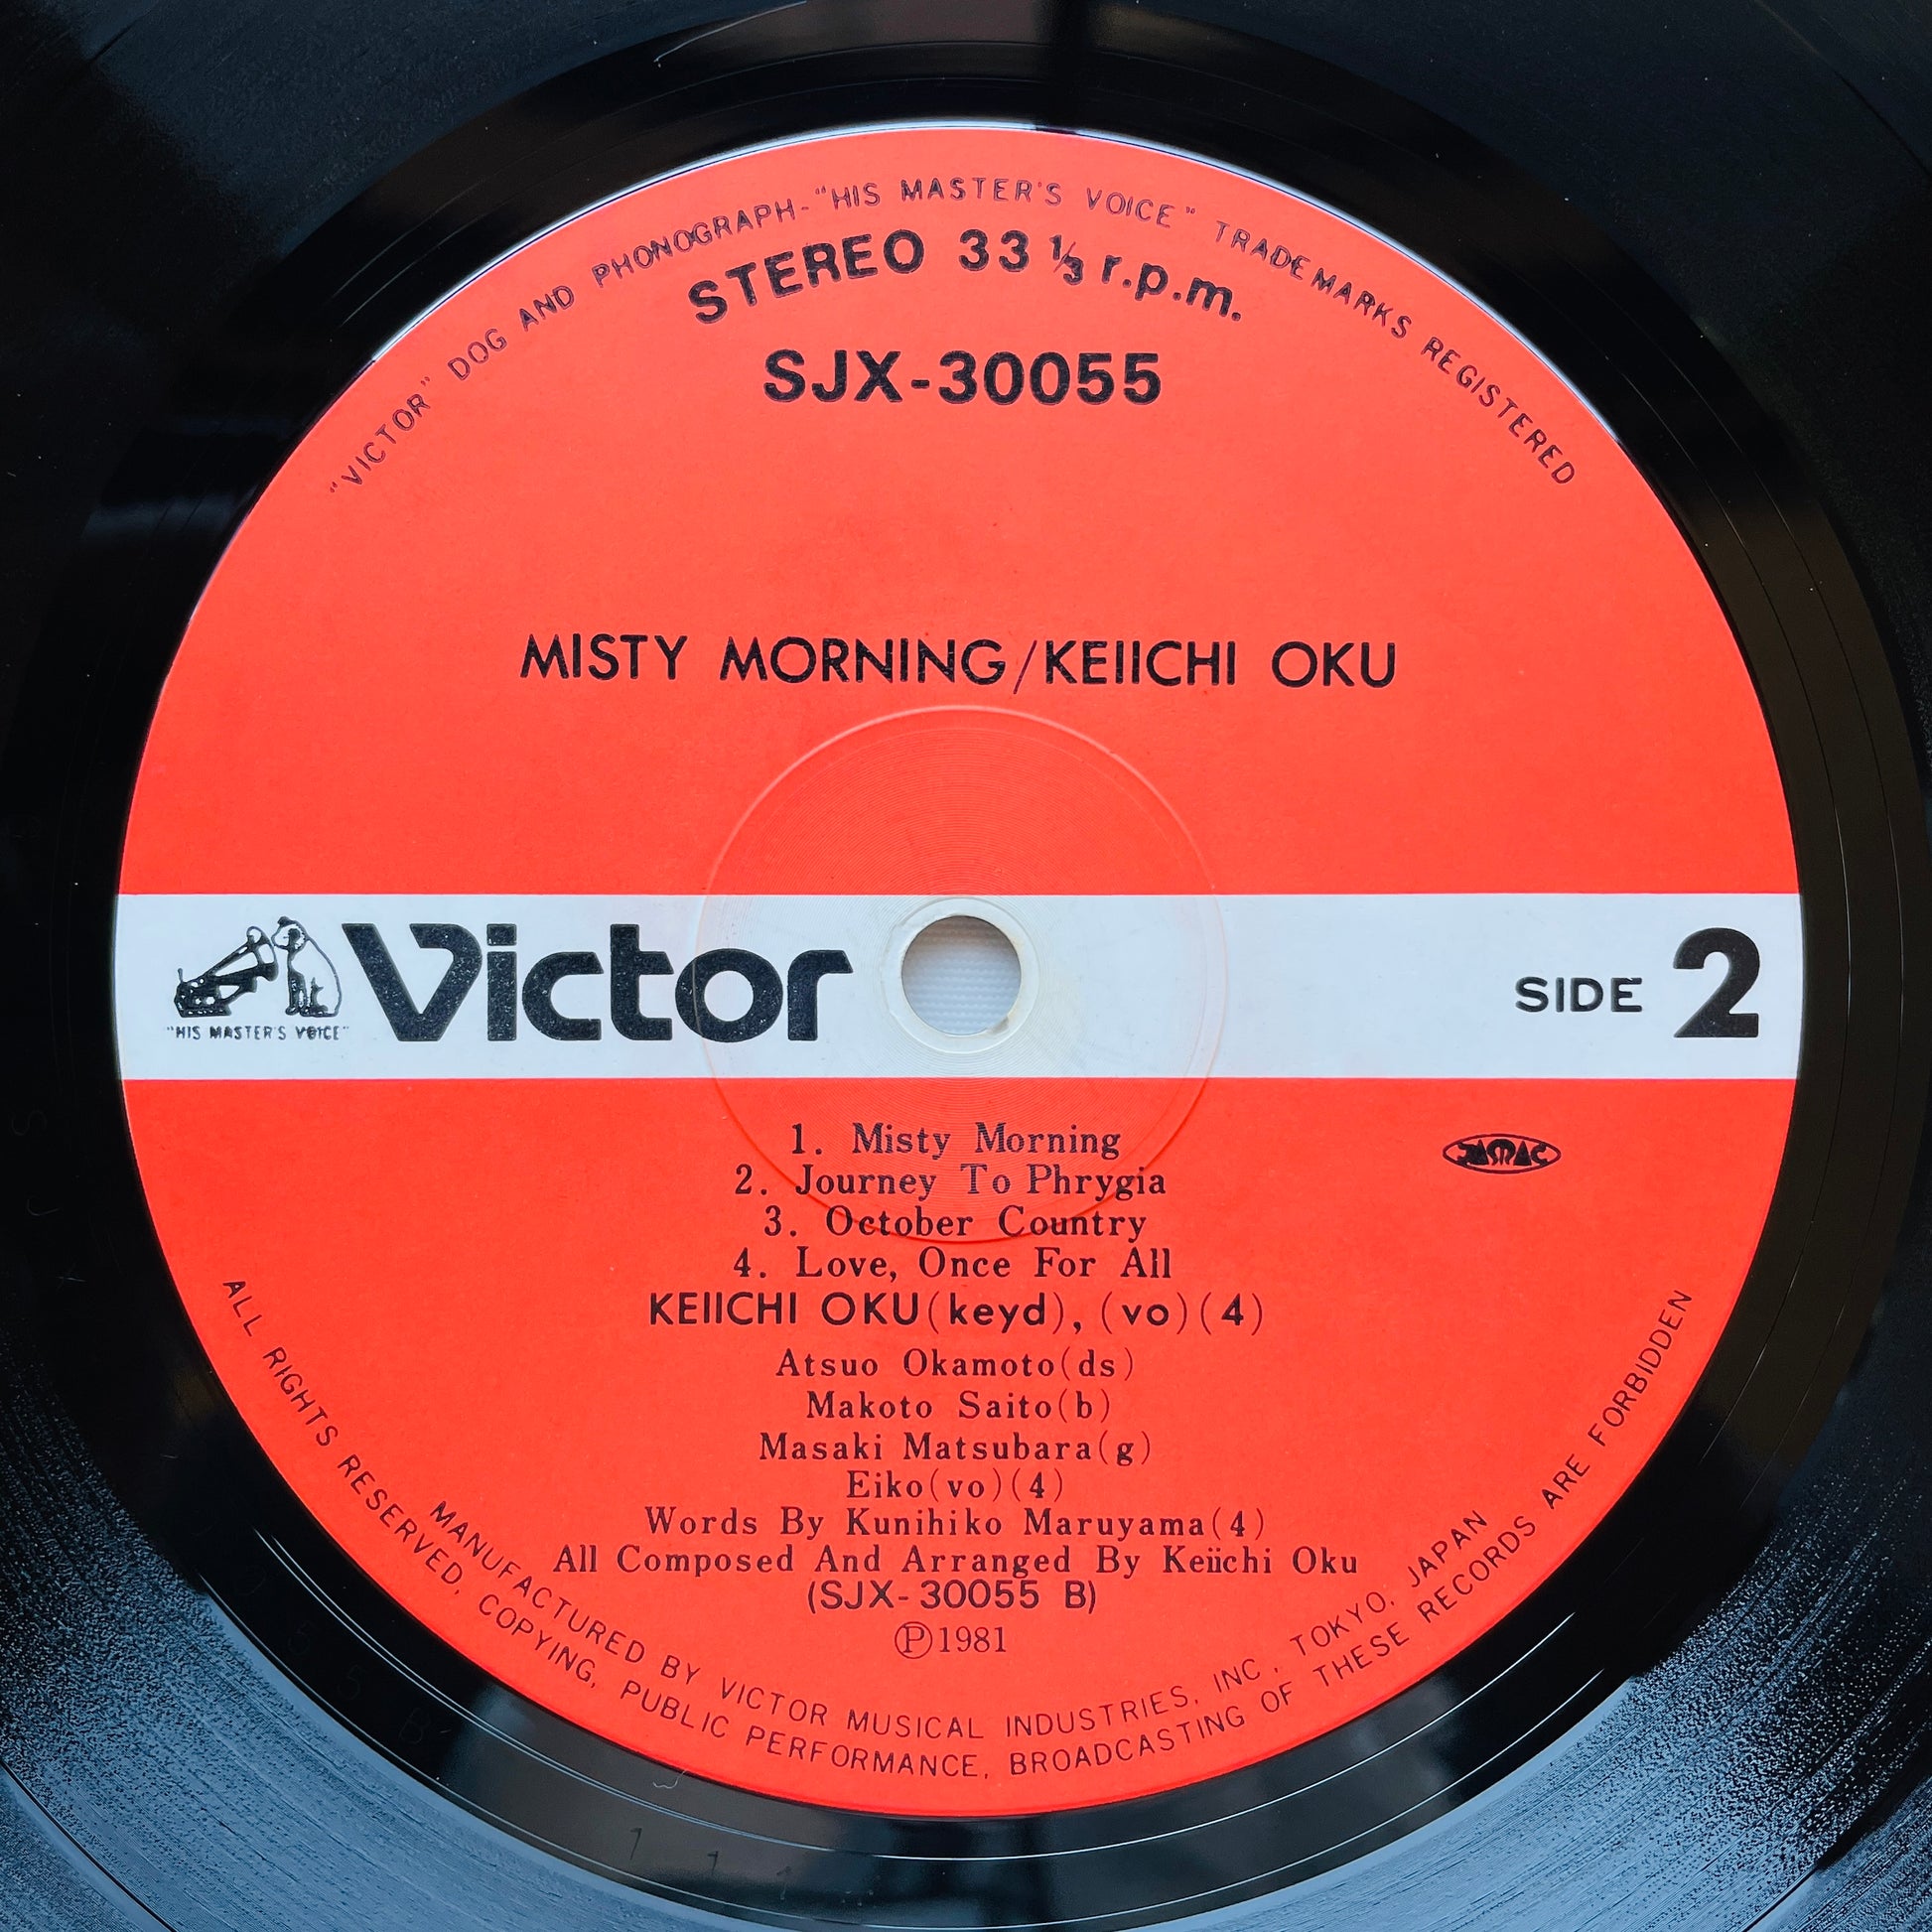 "VICTOR" DOG AND PHONOGRAPH-"HIS MASTER'S VOICE" TRADE MARKS REGISTERED
STEREO 33 1/3 r.p.m.
SJX-30055
MISTY MORNING/KEIICHI OKU
"HIS MASTER'S VOICE"
Victor
SIDE 2
1. Misty Morning
JASRAC
2. Journey To Phrygia
3. October Country
4. Love, Once For All
KEIICHI OKU(keyd), (vo)(4)
Atsuo Okamoto(ds)
Makoto Saito(b)
Masaki Matsubara(g)
Eiko(vo)(4)
Words By Kunihiko Maruyama(4)
All Composed And Arranged By Keiichi Oku
(SJX-30055 B)
Ⓟ1981
MANUFACTURED BY VICTOR MUSICAL INDUSTRIES, INC., TOKYO, JAPAN
ALL RIGHTS RESERVED, COPYING, PUBLIC PERFORMANCE, BROADCASTING OF THESE RECORDS ARE FORBIDDEN